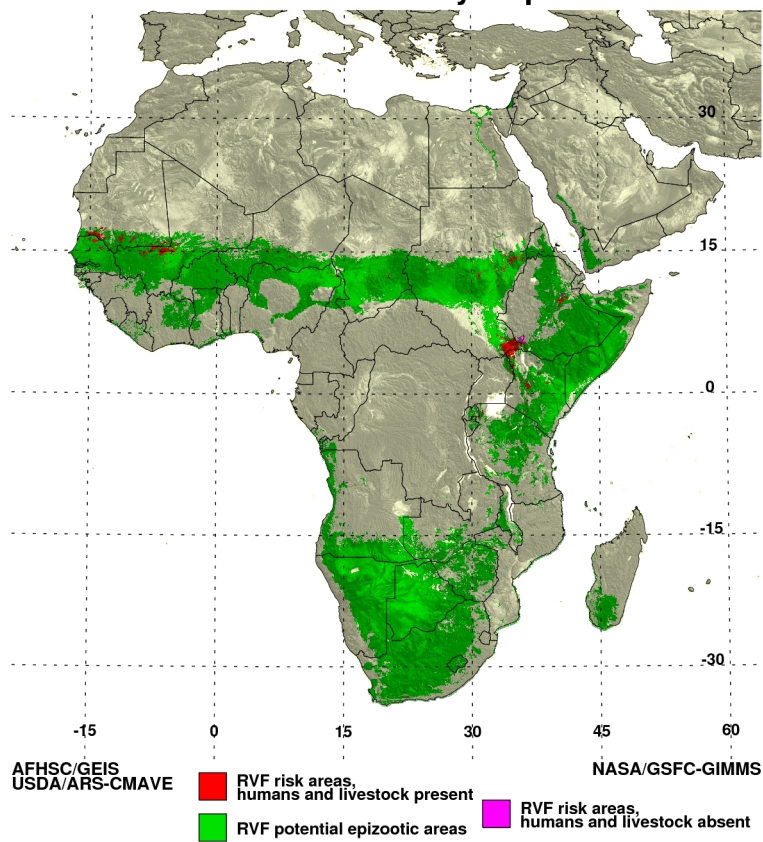 30
15
0
-15
-30
-15 0 15 30 45 60
AFHSC/GEIS
USDA/ARS-CMAVE
NASA/GSFC-GIMMS
RVF risk areas,
humans and livestock present
RVF potential epizootic areas
RVF risk areas,
humans and livestock absent